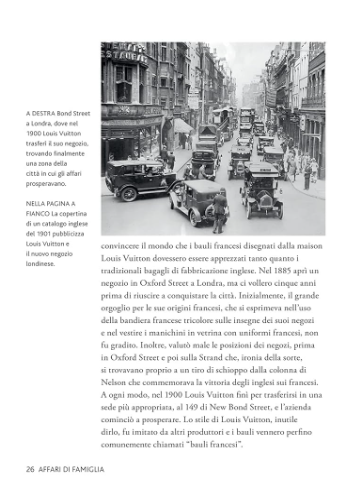 RESTAURANT
A DESTRA Bond Street
a Londra, dove nel
1900 Louis Vuitton
trasferì il suo negozio,
trovando finalmente
una zona della
città in cui gli affari
prosperavano.
NELLA PAGINA A
FIANCO La copertina
di un catalogo inglese
del 1901 pubblicizza
Louis Vuitton e
il nuovo negozio
londinese.
convincere il mondo che i bauli francesi disegnati dalla maison
Louis Vuitton dovessero essere apprezzati tanto quanto i
tradizionali bagagli di fabbricazione inglese. Nel 1885 aprì un
negozio in Oxford Street a Londra, ma ci vollero cinque anni
prima di riuscire a conquistare la città. Inizialmente, il grande
orgoglio per le sue origini francesi, che si esprimeva nell'uso
della bandiera francese tricolore sulle insegne dei suoi negozi
e nel vestire i manichini in vetrina con uniformi francesi, non
fu gradito. Inoltre, valutò male le posizioni dei negozi, prima
in Oxford Street e poi sulla Strand che, ironia della sorte,
si trovavano proprio a un tiro di schioppo dalla colonna di
Nelson che commemorava la vittoria degli inglesi sui francesi.
A ogni modo, nel 1900 Louis Vuitton finì per trasferirsi in una
sede più appropriata, al 149 di New Bond Street, e l'azienda
cominciò a prosperare. Lo stile di Louis Vuitton, inutile
dirlo, fu imitato da altri produttori e i bauli vennero perfino
comunemente chiamati "bauli francesi".
26 AFFARI DI FAMIGLIA